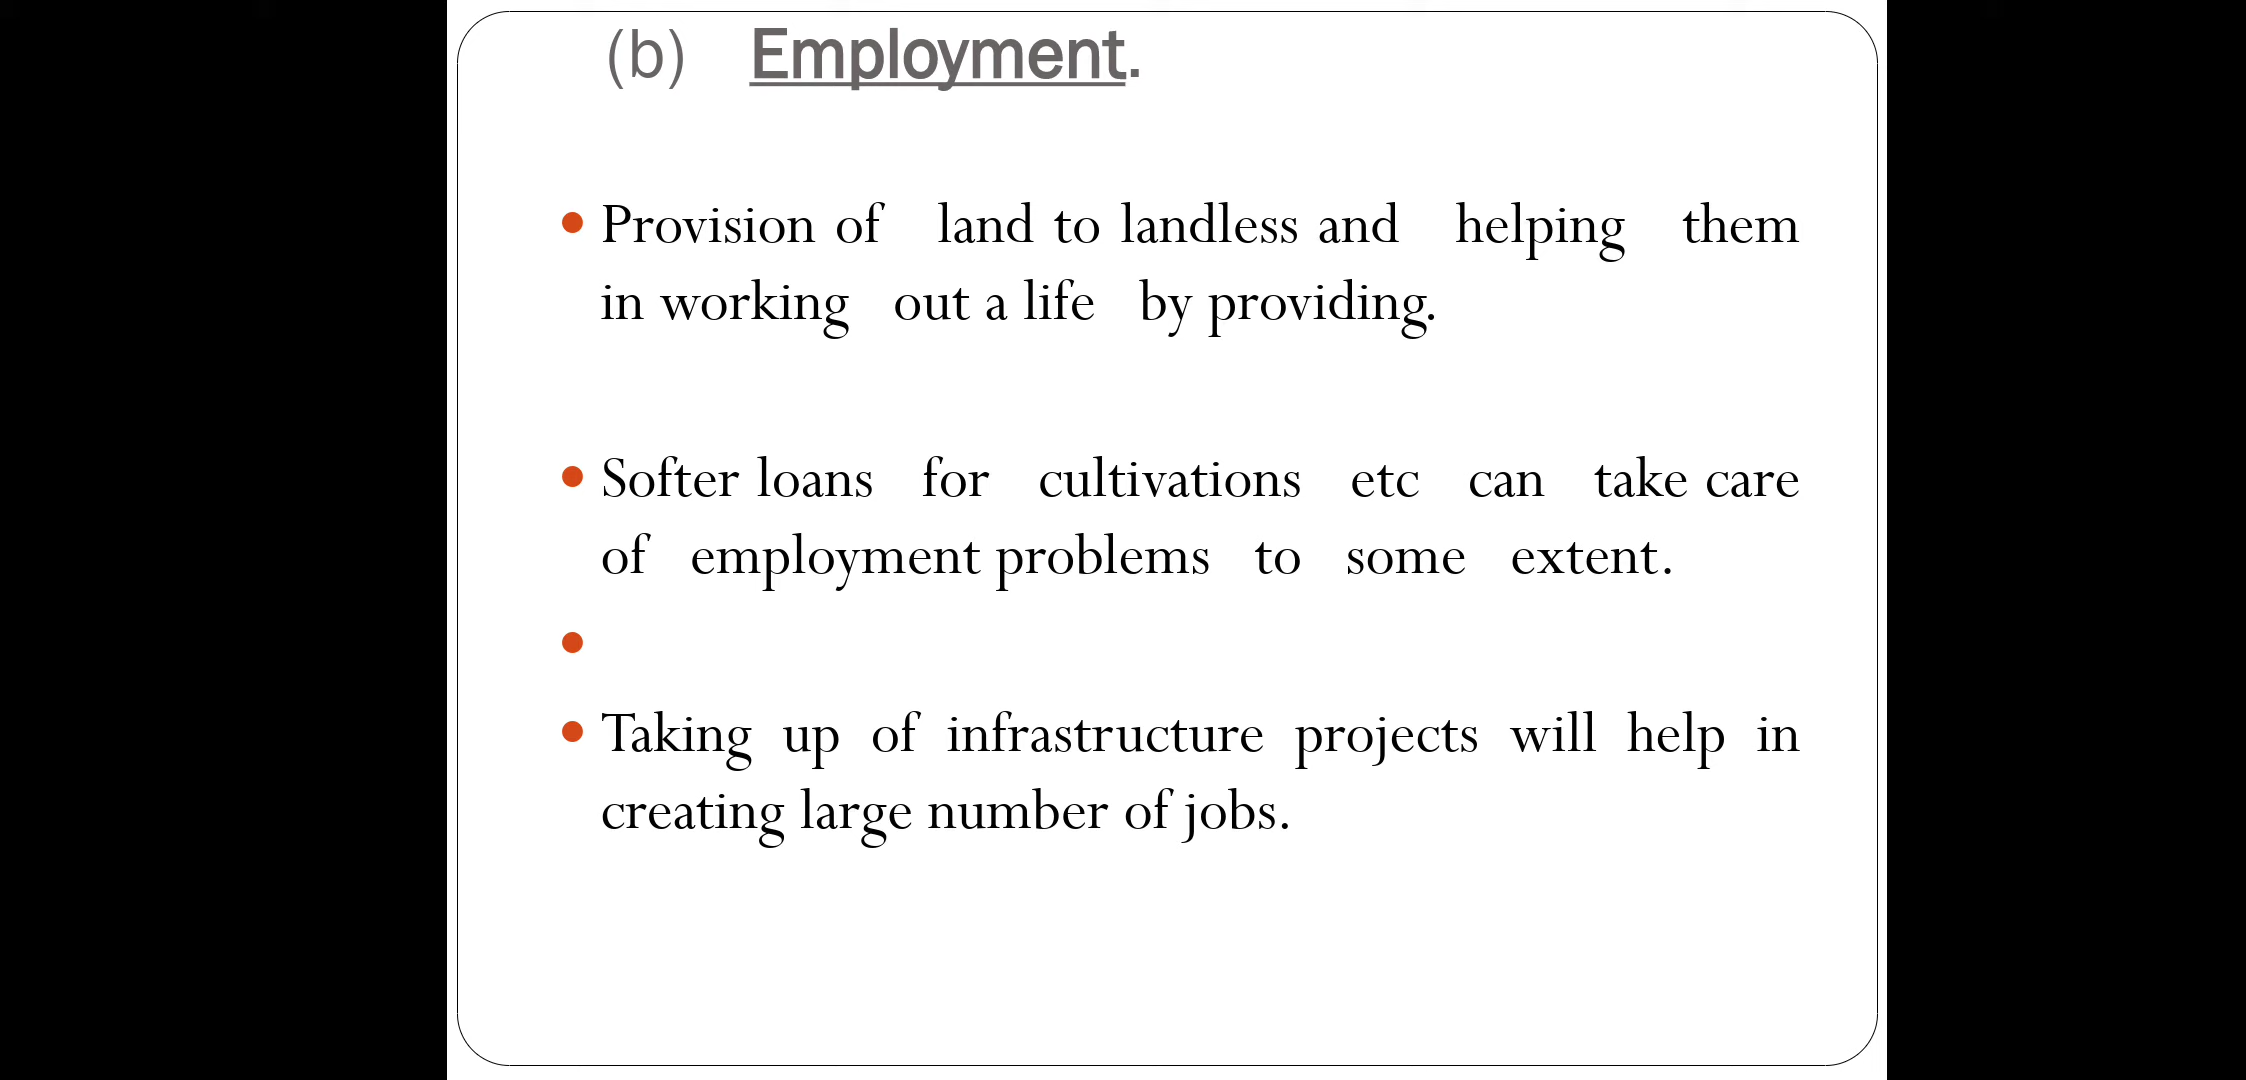 (b) Employment.
• Provision of land to landless and helping them
in working out a life by providing.
• Softer loans for cultivations etc can take care
of employment problems to some extent.
•
• Taking up of infrastructure projects will help in
creating large number of jobs.